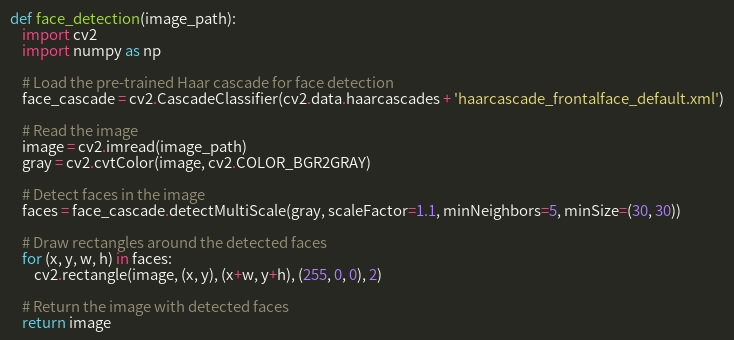 def face_detection(image_path):
import cv2
import numpy as np
# Load the pre-trained Haar cascade for face detection
face_cascade = cv2.CascadeClassifier(cv2.data.haarcascades + 'haarcascade_frontalface_default.xml')
# Read the image
image = cv2.imread(image_path)
gray = cv2.cvtColor(image, cv2.COLOR_BGR2GRAY)
# Detect faces in the image
faces = face_cascade.detectMultiScale(gray, scaleFactor=1.1, minNeighbors=5, minSize=(30, 30))
# Draw rectangles around the detected faces
for (x, y, w, h) in faces:
cv2.rectangle(image, (x, y), (x+w, y+h), (255, 0, 0), 2)
# Return the image with detected faces
return image